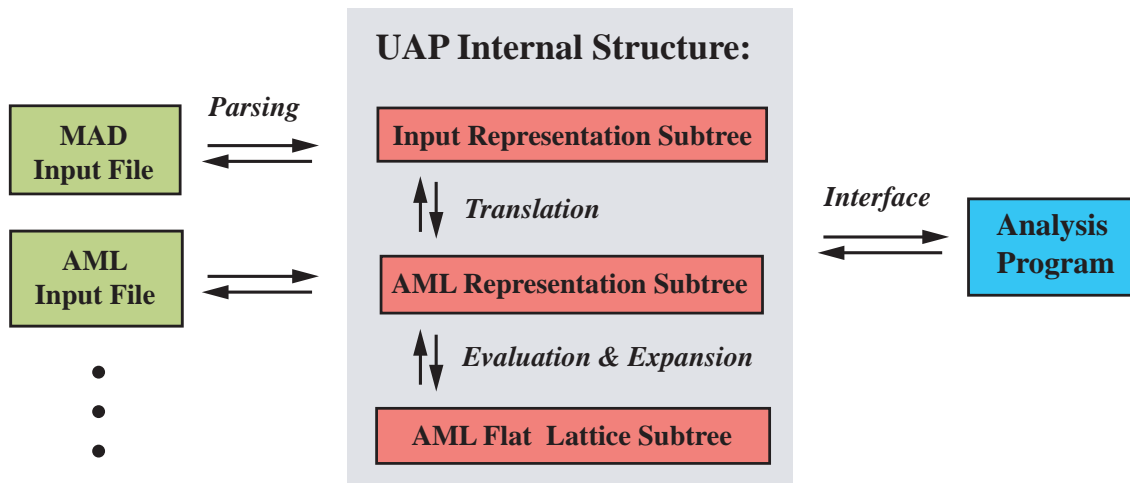 UAP Internal Structure:
Parsing
MAD
Input File
Input Representation Subtree
Translation
Interface
Analysis
Program
AML
Input File
AML Representation Subtree
Evaluation & Expansion
AML Flat Lattice Subtree